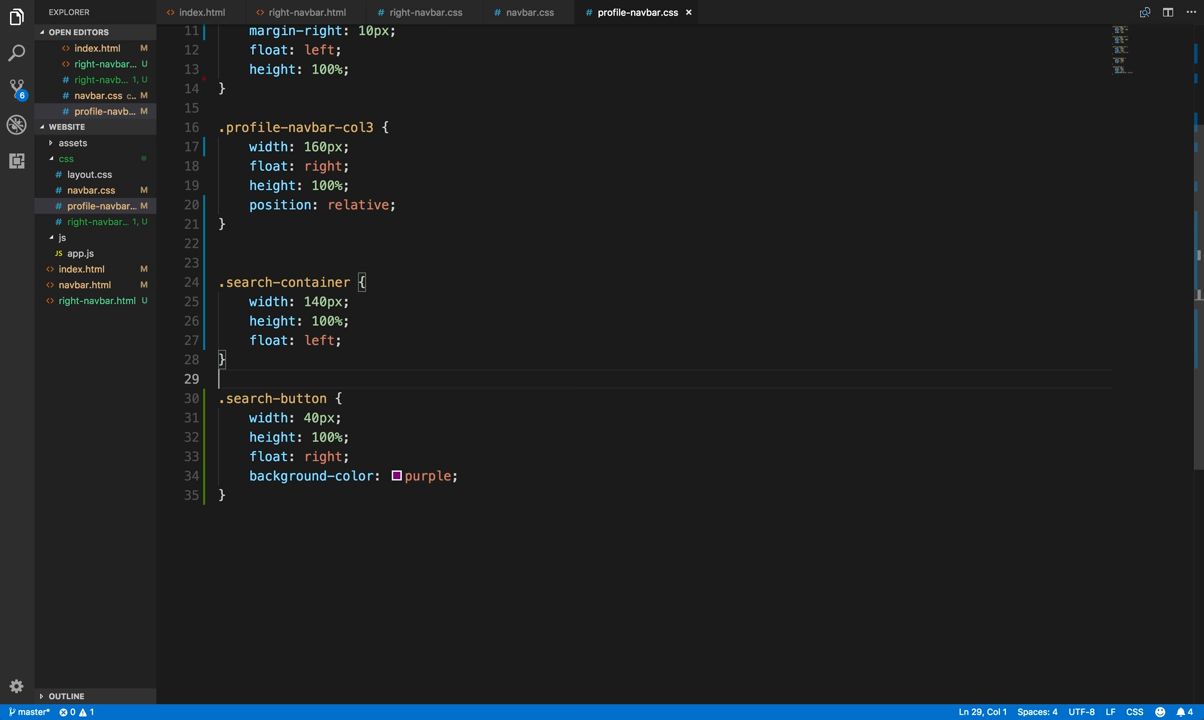 EXPLORER
OPEN EDITORS
index.html M
right-navbar... U
right-navb... 1, U
navbar.css c... M
profile-navb... M
WEBSITE
assets
css
layout.css
navbar.css M
profile-navbar... M
right-navbar... 1, U
js
JS app.js
index.html M
navbar.html M
right-navbar.html U
OUTLINE
6
index.html
right-navbar.html
right-navbar.css
navbar.css
profile-navbar.css
11 margin-right: 10px;
12 float: left;
13 height: 100%;
14 }
15
16 .profile-navbar-col3 {
17 width: 160px;
18 float: right;
19 height: 100%;
20 position: relative;
21 }
22
23
24 .search-container {
25 width: 140px;
26 height: 100%;
27 float: left;
28 }
29
30 .search-button {
31 width: 40px;
32 height: 100%;
33 float: right;
34 background-color: purple;
35 }
master* 0 1 Ln 29, Col 1 Spaces: 4 UTF-8 LF CSS 4